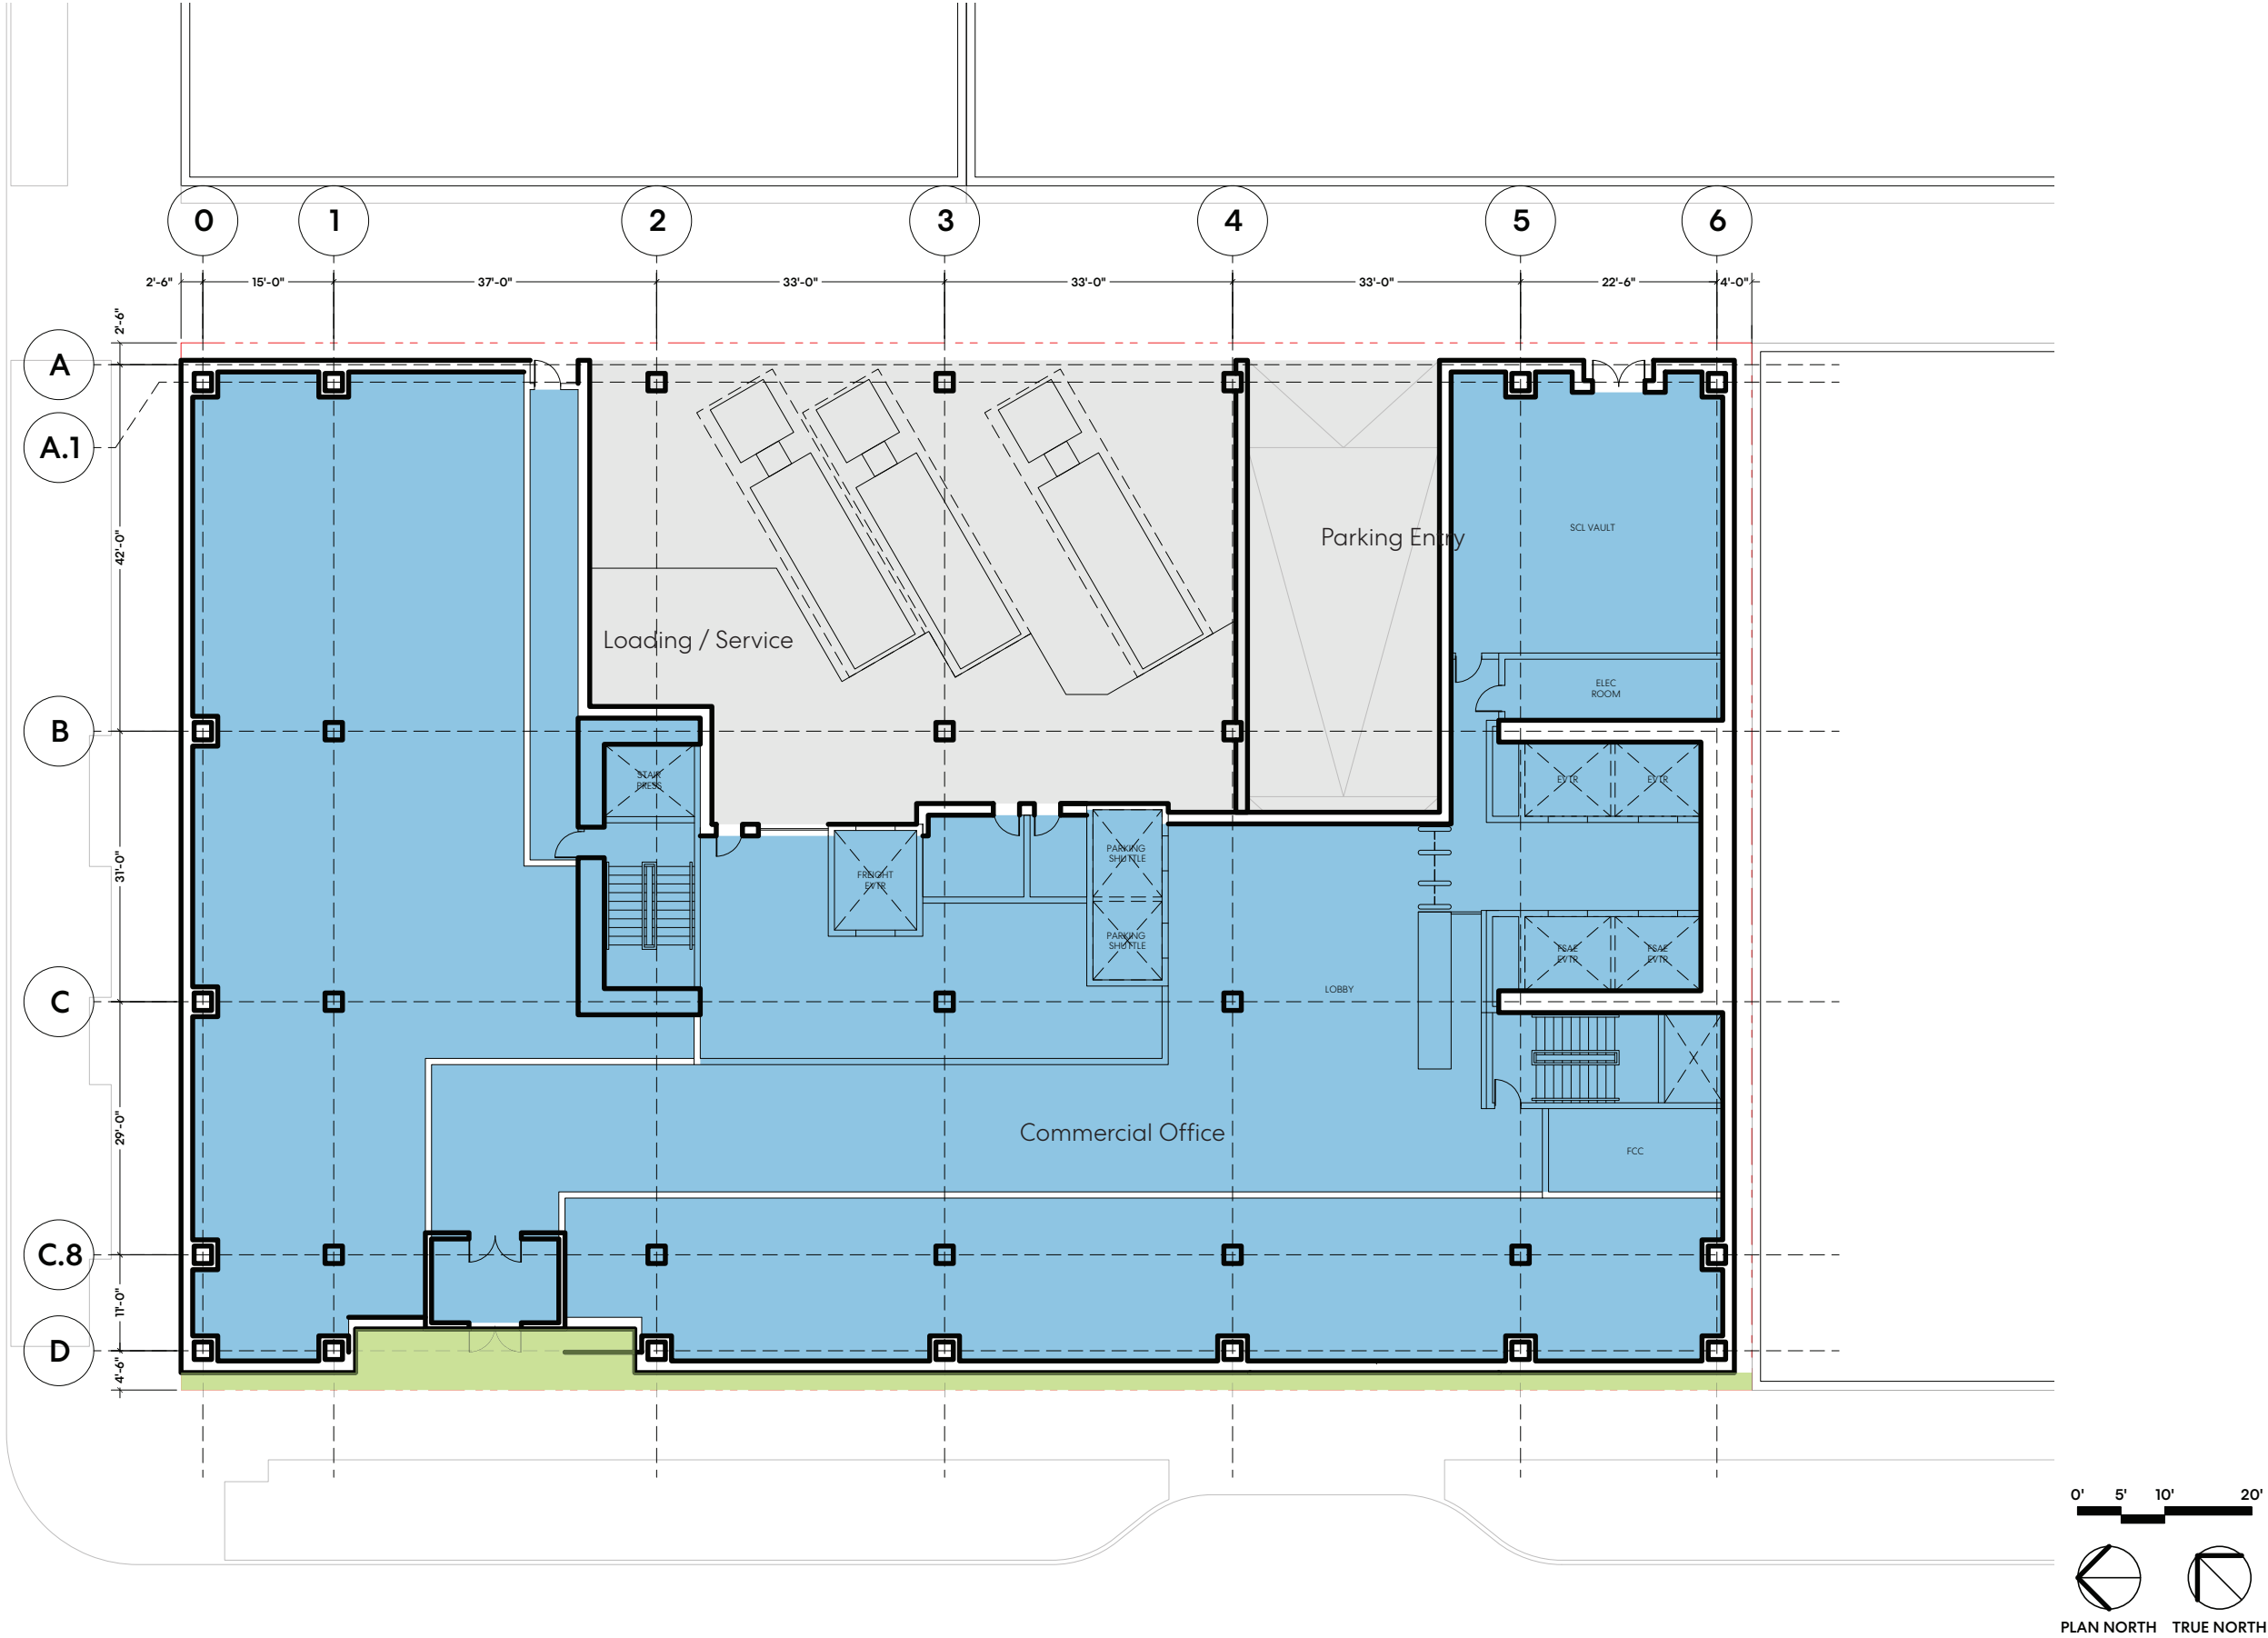 0 1 2 3 4 5 6
2'-6" 15'-0" 37'-0" 33'-0" 33'-0" 33'-0" 22'-6" 4'-0"
2'-6"
A
A.1
42'-0"
SCL VAULT
Parking Entry
Loading / Service
ELEC
ROOM
B
STAIR
PRESS
EVTR EVTR
31'-0"
PARKING
SHUTTLE
FREIGHT
EVTR
PARKING
SHUTTLE
FSAE
EVTR
FSAE
EVTR
LOBBY
C
29'-0"
Commercial Office
FCC
C.8
11'-0"
D
4'-6"
0' 5' 10' 20'
PLAN NORTH TRUE NORTH